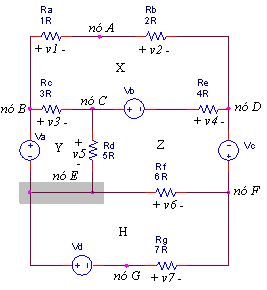 Ra
1R
nó A
Rb
2R
+ v1 -
+ v2 -
X
Rc
3R
nó C
Vb
Re
4R
nó B
nó D
+ v3 -
+ v4 -
Va
Y
+ v5 -
Rd
5R
Z
Vc
nó E
Rf
6R
nó F
+ v6 -
H
Vd
Rg
7R
nó G
+ v7 -